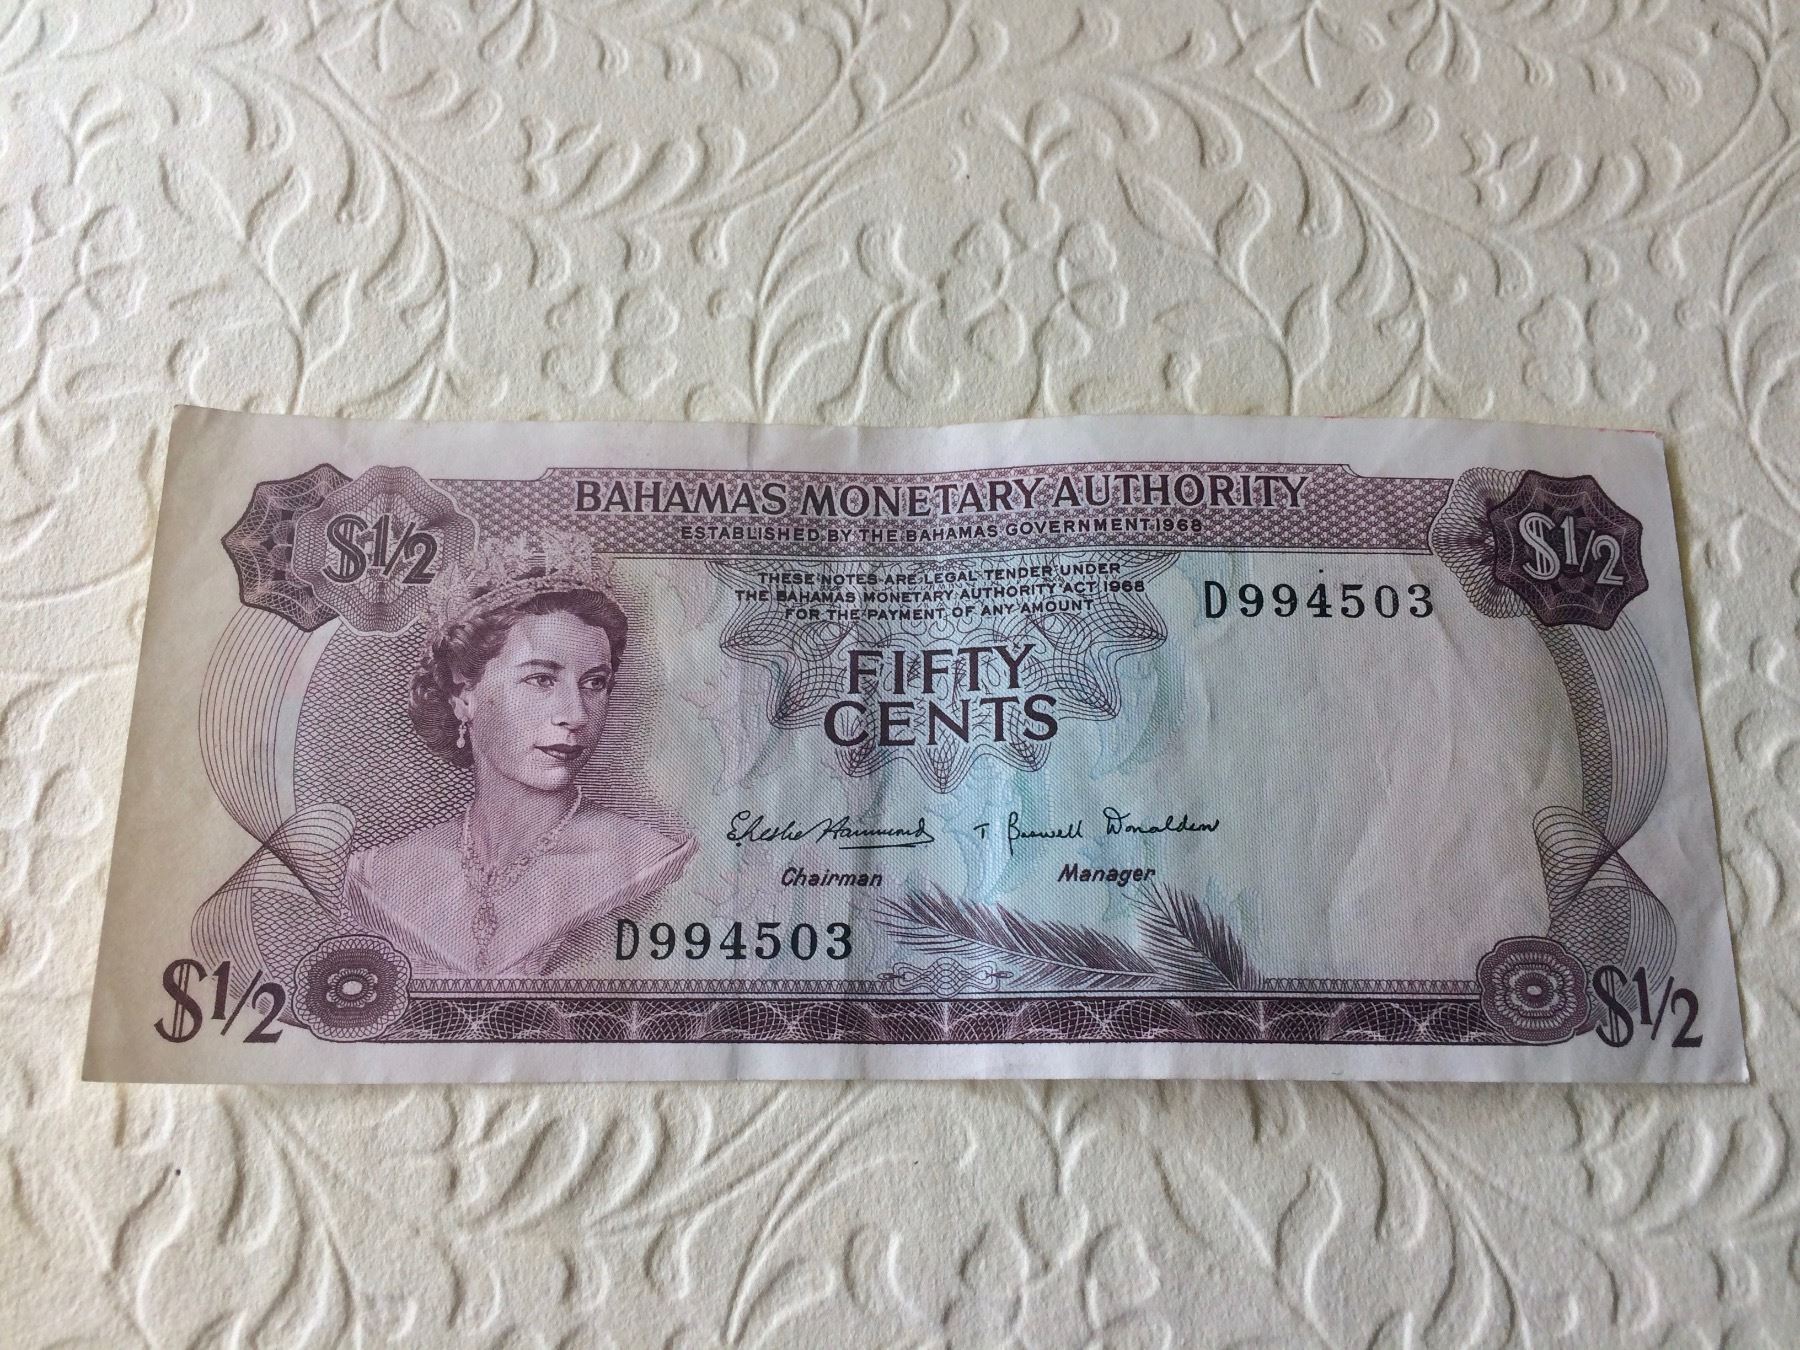 BAHAMAS MONETARY AUTHORITY
ESTABLISHED BY THE BAHAMAS GOVERNMENT 1968
$1/2
$1/2
THESE NOTES ARE LEGAL TENDER UNDER
THE BAHAMAS MONETARY AUTHORITY ACT 1968
FOR THE PAYMENT OF ANY AMOUNT
D994503
FIFTY
CENTS
T Boswell Donaldson
Chairman Manager
D994503
$1/2
$1/2